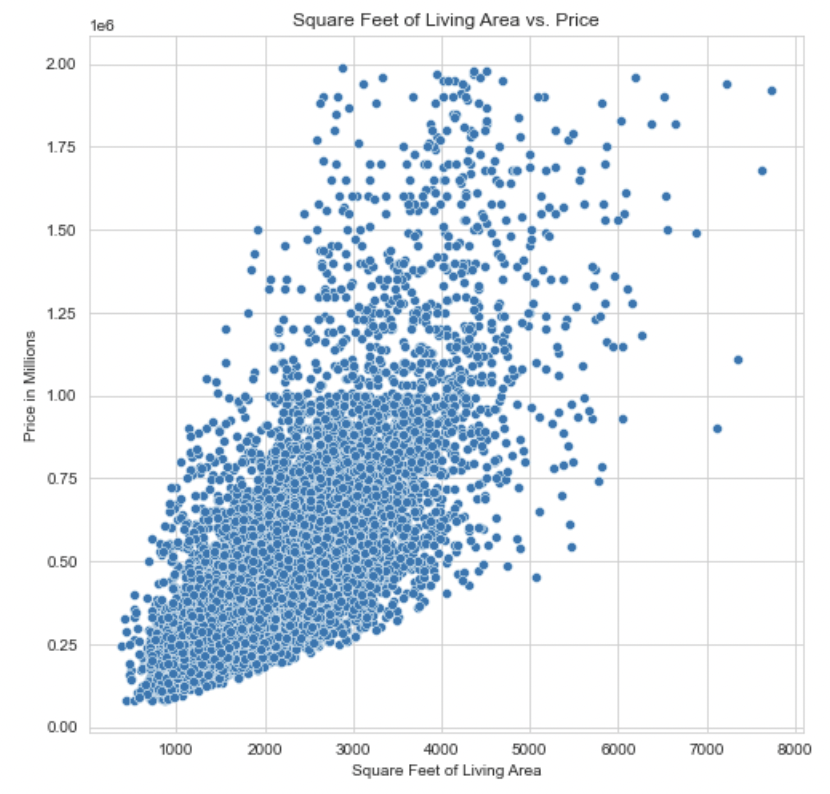 Square Feet of Living Area vs. Price
1e6
2.00
1.75
1.50
1.25
1.00
0.75
0.50
0.25
0.00
Price in Millions
1000 2000 3000 4000 5000 6000 7000 8000
Square Feet of Living Area